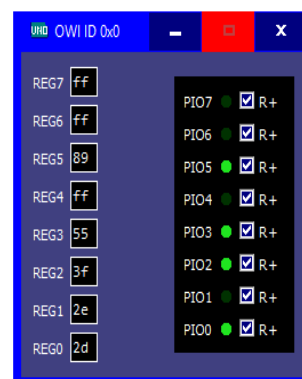 UNO OWI ID 0x0
REG7 ff
REG6 ff
REG5 89
REG4 ff
REG3 55
REG2 3f
REG1 2e
REG0 2d
PIO7 R+
PIO6 R+
PIO5 R+
PIO4 R+
PIO3 R+
PIO2 R+
PIO1 R+
PIO0 R+